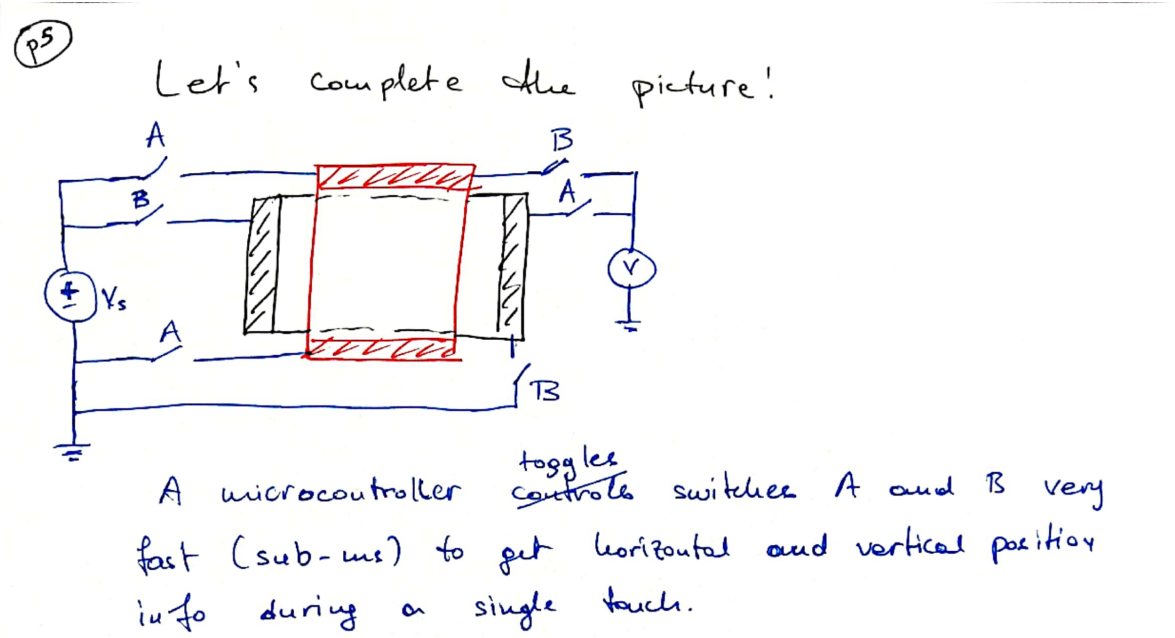 p5
Let's complete the picture!
A
B
B
A
+
Vs
V
A
B
toggles
A microcontroller controls switches A and B very
fast (sub-ms) to get horizontal and vertical position
info during a single touch.